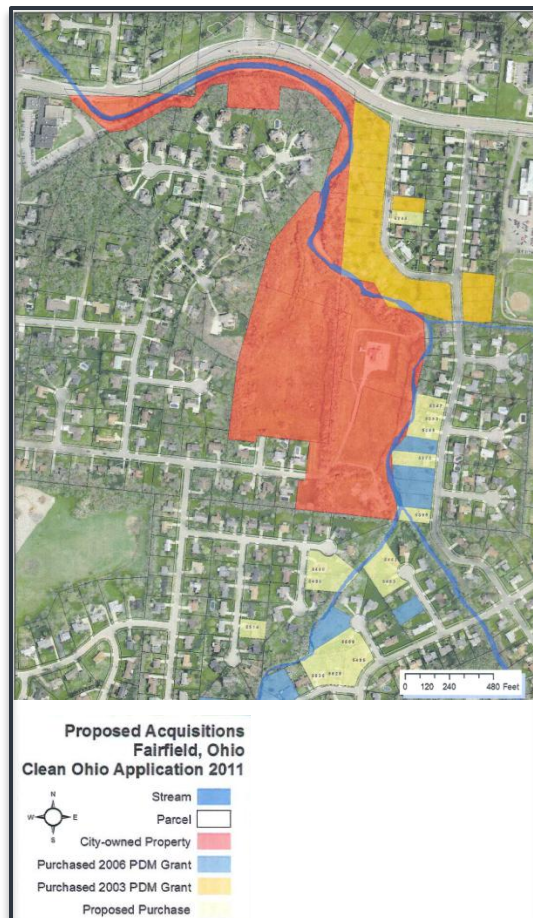 0 120 240 480 Feet
Proposed Acquisitions
Fairfield, Ohio
Clean Ohio Application 2011
N
W E
S
Stream
Parcel
City-owned Property
Purchased 2006 PDM Grant
Purchased 2003 PDM Grant
Proposed Purchase